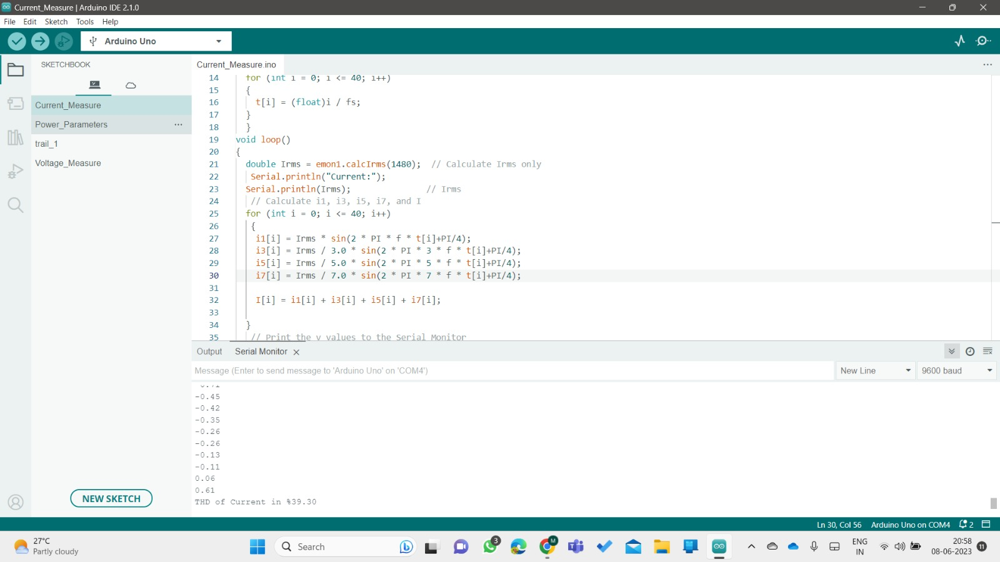 Current_Measure | Arduino IDE 2.1.0
File Edit Sketch Tools Help
Arduino Uno
SKETCHBOOK
Current_Measure
Power_Parameters ...
trail_1
Voltage_Measure
NEW SKETCH
Current_Measure.ino
14 for (int i = 0; i <= 40; i++)
15 {
16 t[i] = (float)i / fs;
17 }
18 }
19 void loop()
20 {
21 double Irms = emon1.calcIrms(1480); // Calculate Irms only
22 Serial.println("Current:");
23 Serial.println(Irms); // Irms
24 // Calculate i1, i3, i5, i7, and I
25 for (int i = 0; i <= 40; i++)
26 {
27 i1[i] = Irms * sin(2 * PI * f * t[i]+PI/4);
28 i3[i] = Irms / 3.0 * sin(2 * PI * 3 * f * t[i]+PI/4);
29 i5[i] = Irms / 5.0 * sin(2 * PI * 5 * f * t[i]+PI/4);
30 i7[i] = Irms / 7.0 * sin(2 * PI * 7 * f * t[i]+PI/4);
31
32 I[i] = i1[i] + i3[i] + i5[i] + i7[i];
33
34 }
35 // Print the v values to the Serial Monitor
Output Serial Monitor
Message (Enter to send message to 'Arduino Uno' on 'COM4') New Line 9600 baud
-0.45
-0.42
-0.35
-0.26
-0.26
-0.13
-0.11
0.06
0.61
THD of Current in %39.30
Ln 30, Col 56 Arduino Uno on COM4 2
27°C
Partly cloudy
Search
3
M
ENG
IN
20:58
08-06-2023
11